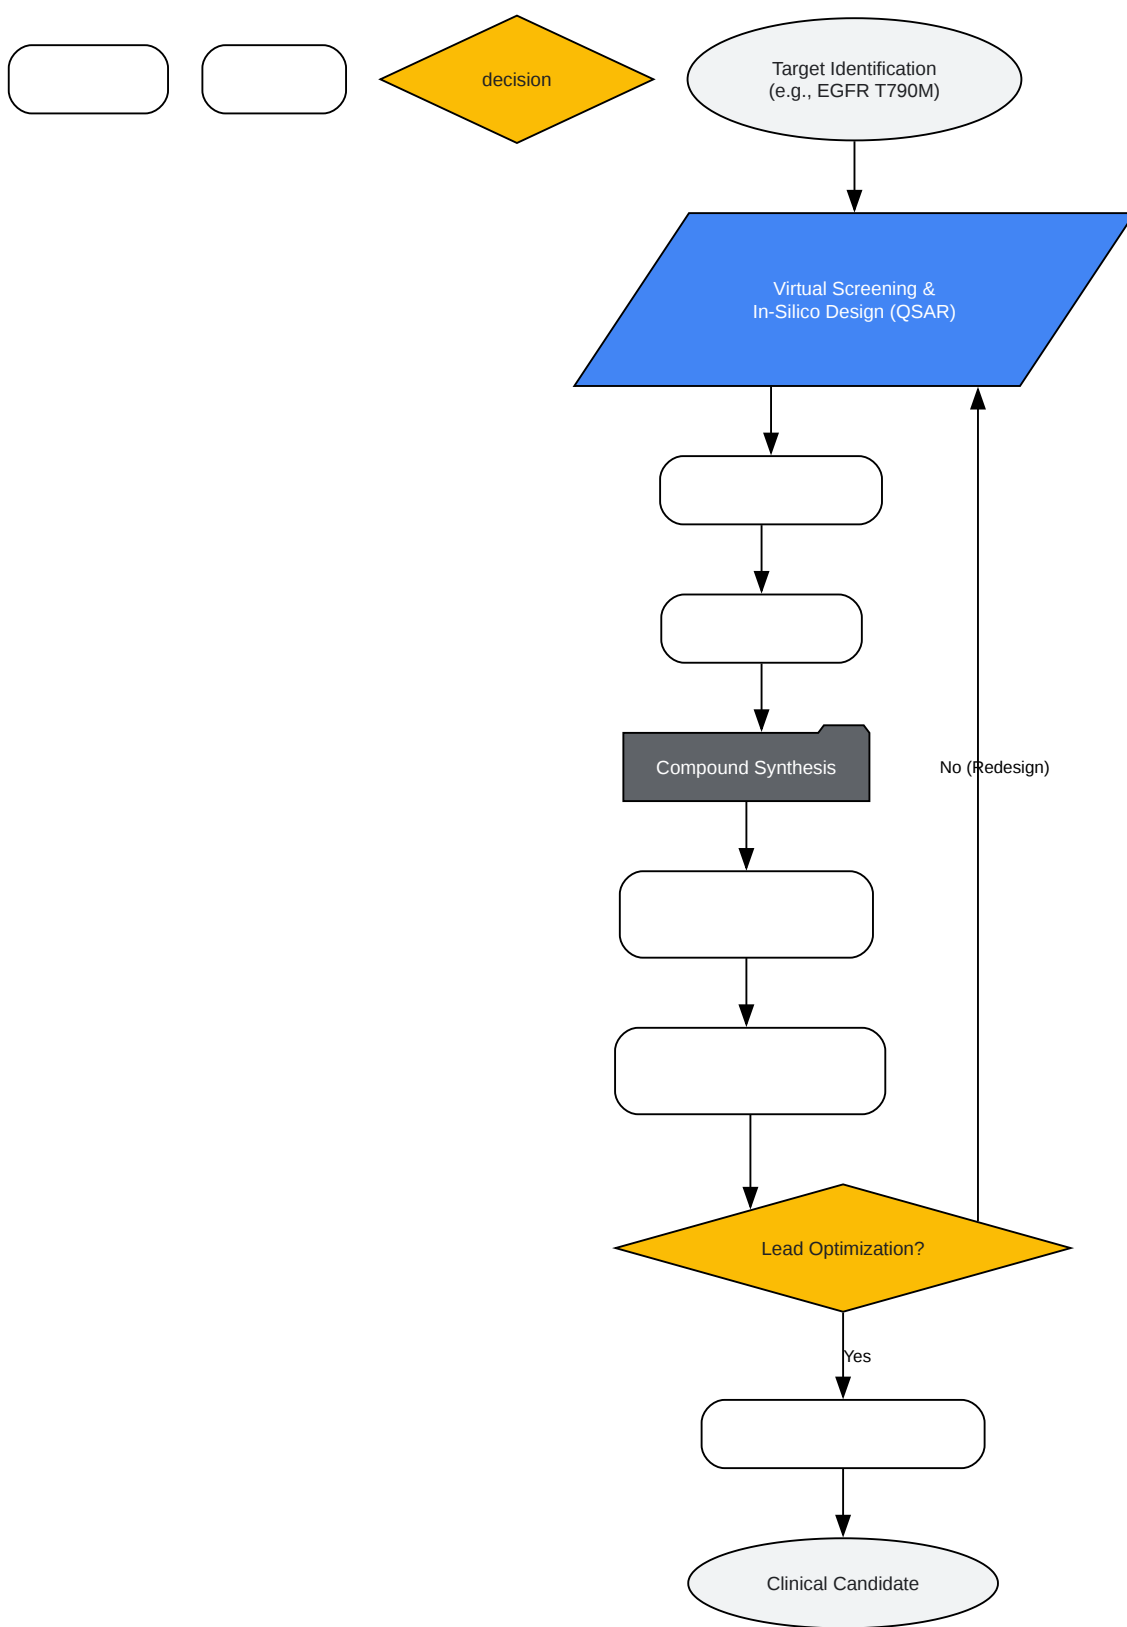 decision
Target Identification
(e.g., EGFR T790M)
Virtual Screening &
In-Silico Design (QSAR)
Compound Synthesis
No (Redesign)
Lead Optimization?
Yes
Clinical Candidate